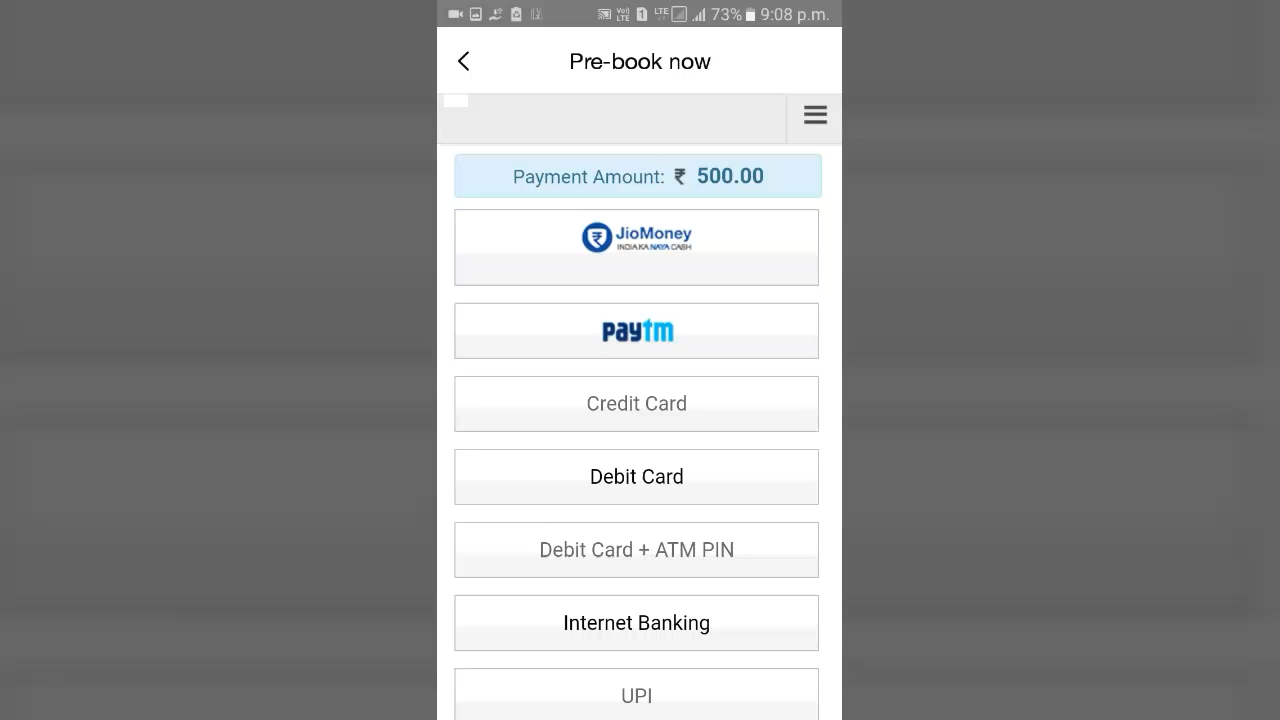 VoI) LTE 1 LTE 73% 9:08 p.m.
Pre-book now
Payment Amount: ₹ 500.00
JioMoney
INDIA KA NAYA CASH
paytm
Credit Card
Debit Card
Debit Card + ATM PIN
Internet Banking
UPI